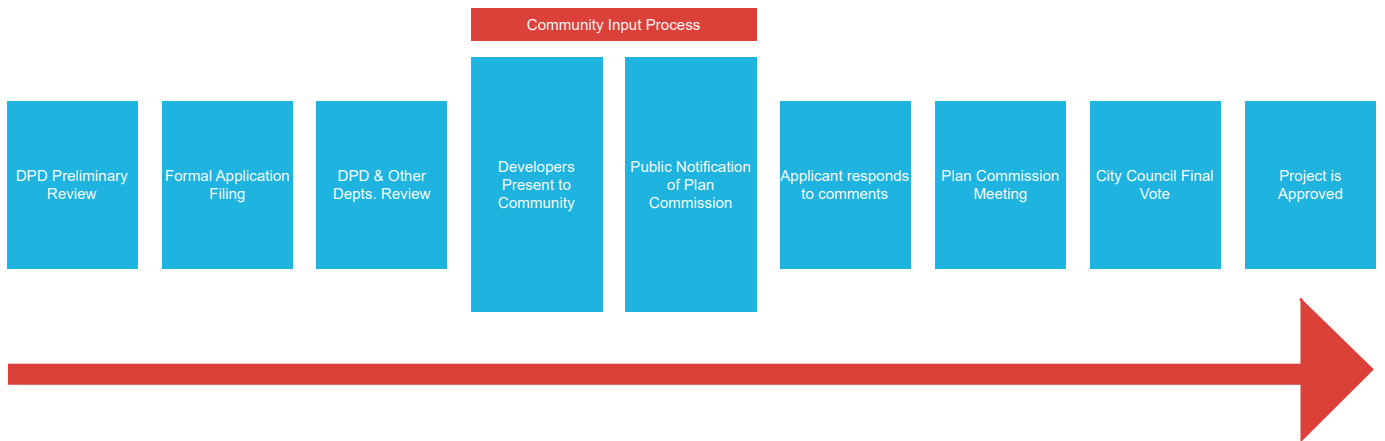 Community Input Process
DPD Preliminary
Review
Formal Application
Filing
DPD & Other
Depts. Review
Developers
Present to
Community
Public Notification
of Plan
Commission
Applicant responds
to comments
Plan Commission
Meeting
City Council Final
Vote
Project is
Approved